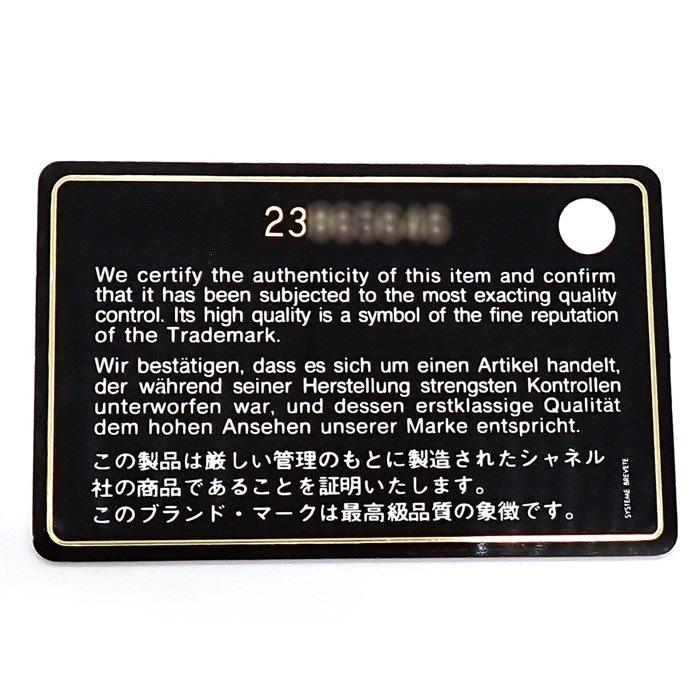 23
We certify the authenticity of this item and confirm
that it has been subjected to the most exacting quality
control. Its high quality is a symbol of the fine reputation
of the Trademark.
Wir bestätigen, dass es sich um einen Artikel handelt,
der während seiner Herstellung strengsten Kontrollen
unterworfen war, und dessen erstklassige Qualität
dem hohen Ansehen unserer Marke entspricht.
この製品は厳しい管理のもとに製造されたシャネル
社の商品であることを証明いたします。
このブランド・マークは最高級品質の象徴です。
SYSTEME BREVETE